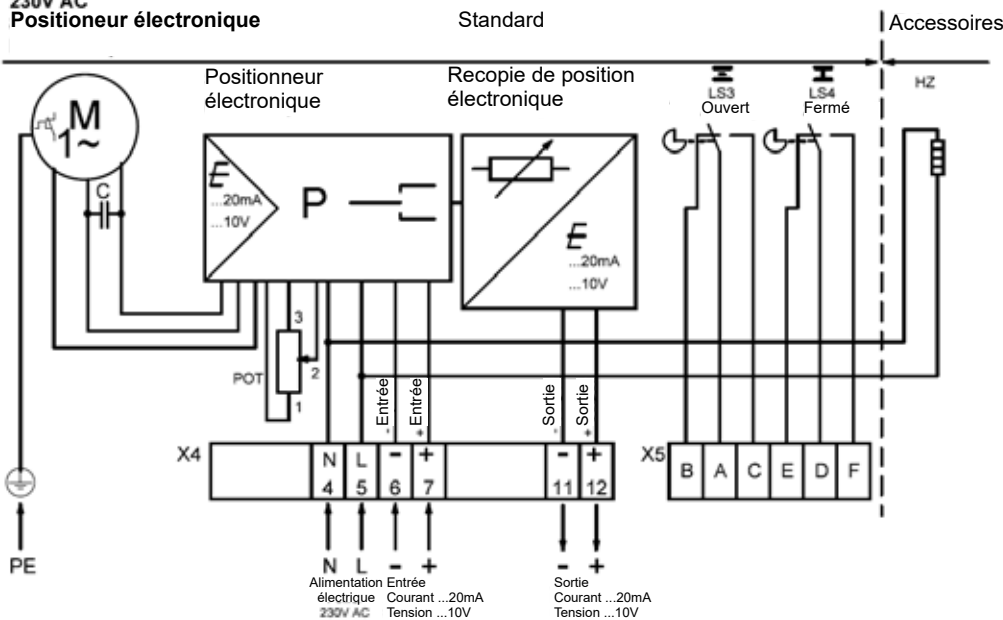 230V AC
Positioneur électronique
Standard
Accessoires
Positionneur
électronique
Recopie de position
électronique
LS3
Ouvert
LS4
Fermé
HZ
M
1~
C
E
...20mA
...10V
P
E
...20mA
...10V
3
POT
2
1
- Entrée
+ Entrée
- Sortie
+ Sortie
X4
N
L
-
+
-
+
4
5
6
7
11
12
X5
B
A
C
E
D
F
PE
N
L
-
+
-
+
Alimentation
électrique
230V AC
Entrée
Courant ...20mA
Tension ...10V
Sortie
Courant ...20mA
Tension ...10V